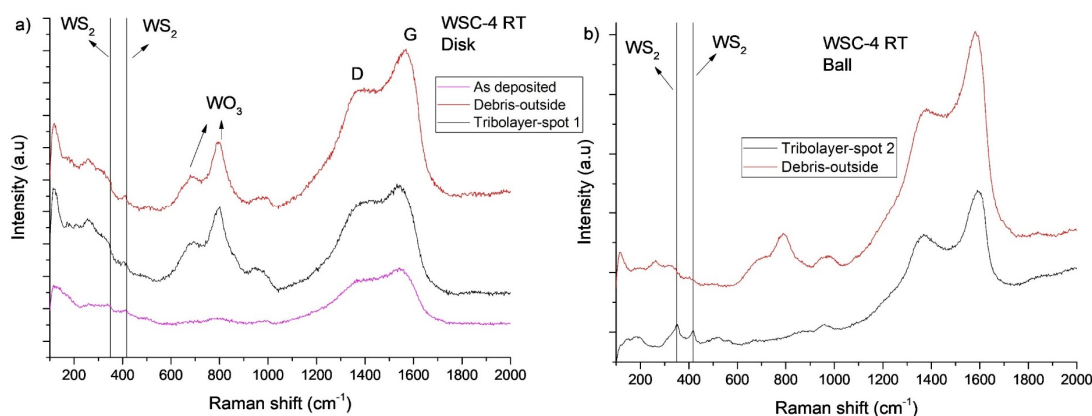 a)
WS2
WS2
WSC-4 RT
Disk
G
D
WO3
As deposited
Debris-outside
Tribolayer-spot 1
Intensity (a.u)
200 400 600 800 1000 1200 1400 1600 1800 2000
Raman shift (cm-1)
b)
WS2
WS2
WSC-4 RT
Ball
Tribolayer-spot 2
Debris-outside
Intensity (a.u)
200 400 600 800 1000 1200 1400 1600 1800 2000
Raman shift (cm-1)